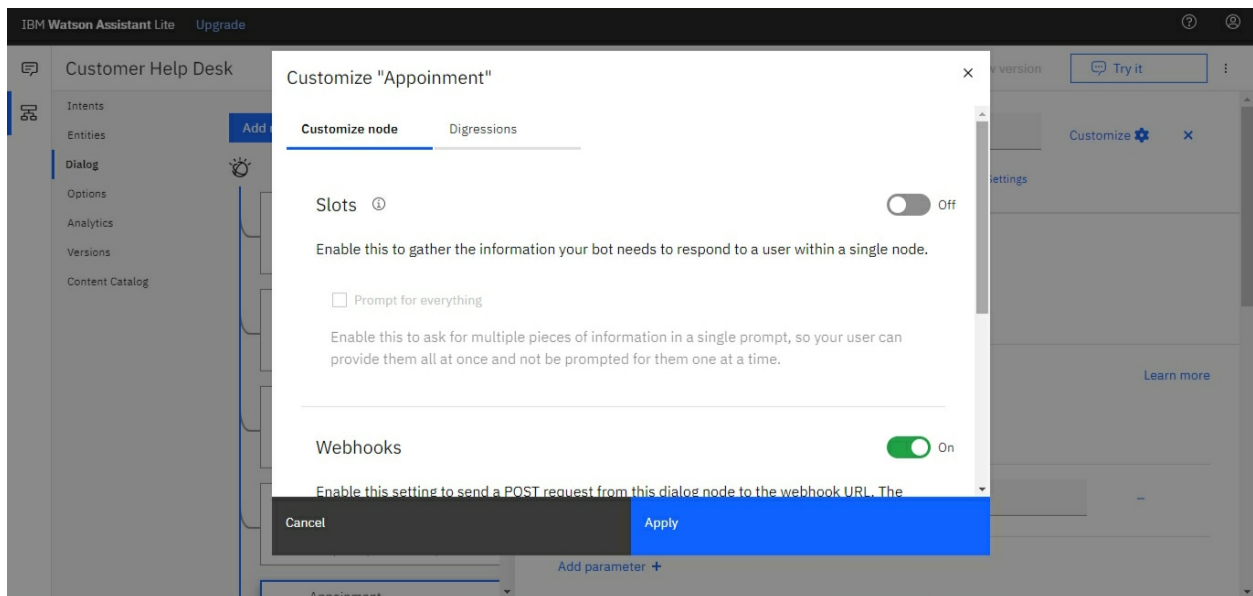 IBM Watson Assistant Lite Upgrade
Customer Help Desk
version
Try it
Intents
Entities
Dialog
Options
Analytics
Versions
Content Catalog
Add
Customize "Appoinment"
Customize node Digressions
Slots Off
Enable this to gather the information your bot needs to respond to a user within a single node.
Prompt for everything
Enable this to ask for multiple pieces of information in a single prompt, so your user can
provide them all at once and not be prompted for them one at a time.
Webhooks On
Enable this setting to send a POST request from this dialog node to the webhook URL. The
Cancel Apply
Customize
Settings
Learn more
Add parameter +
Appoinment